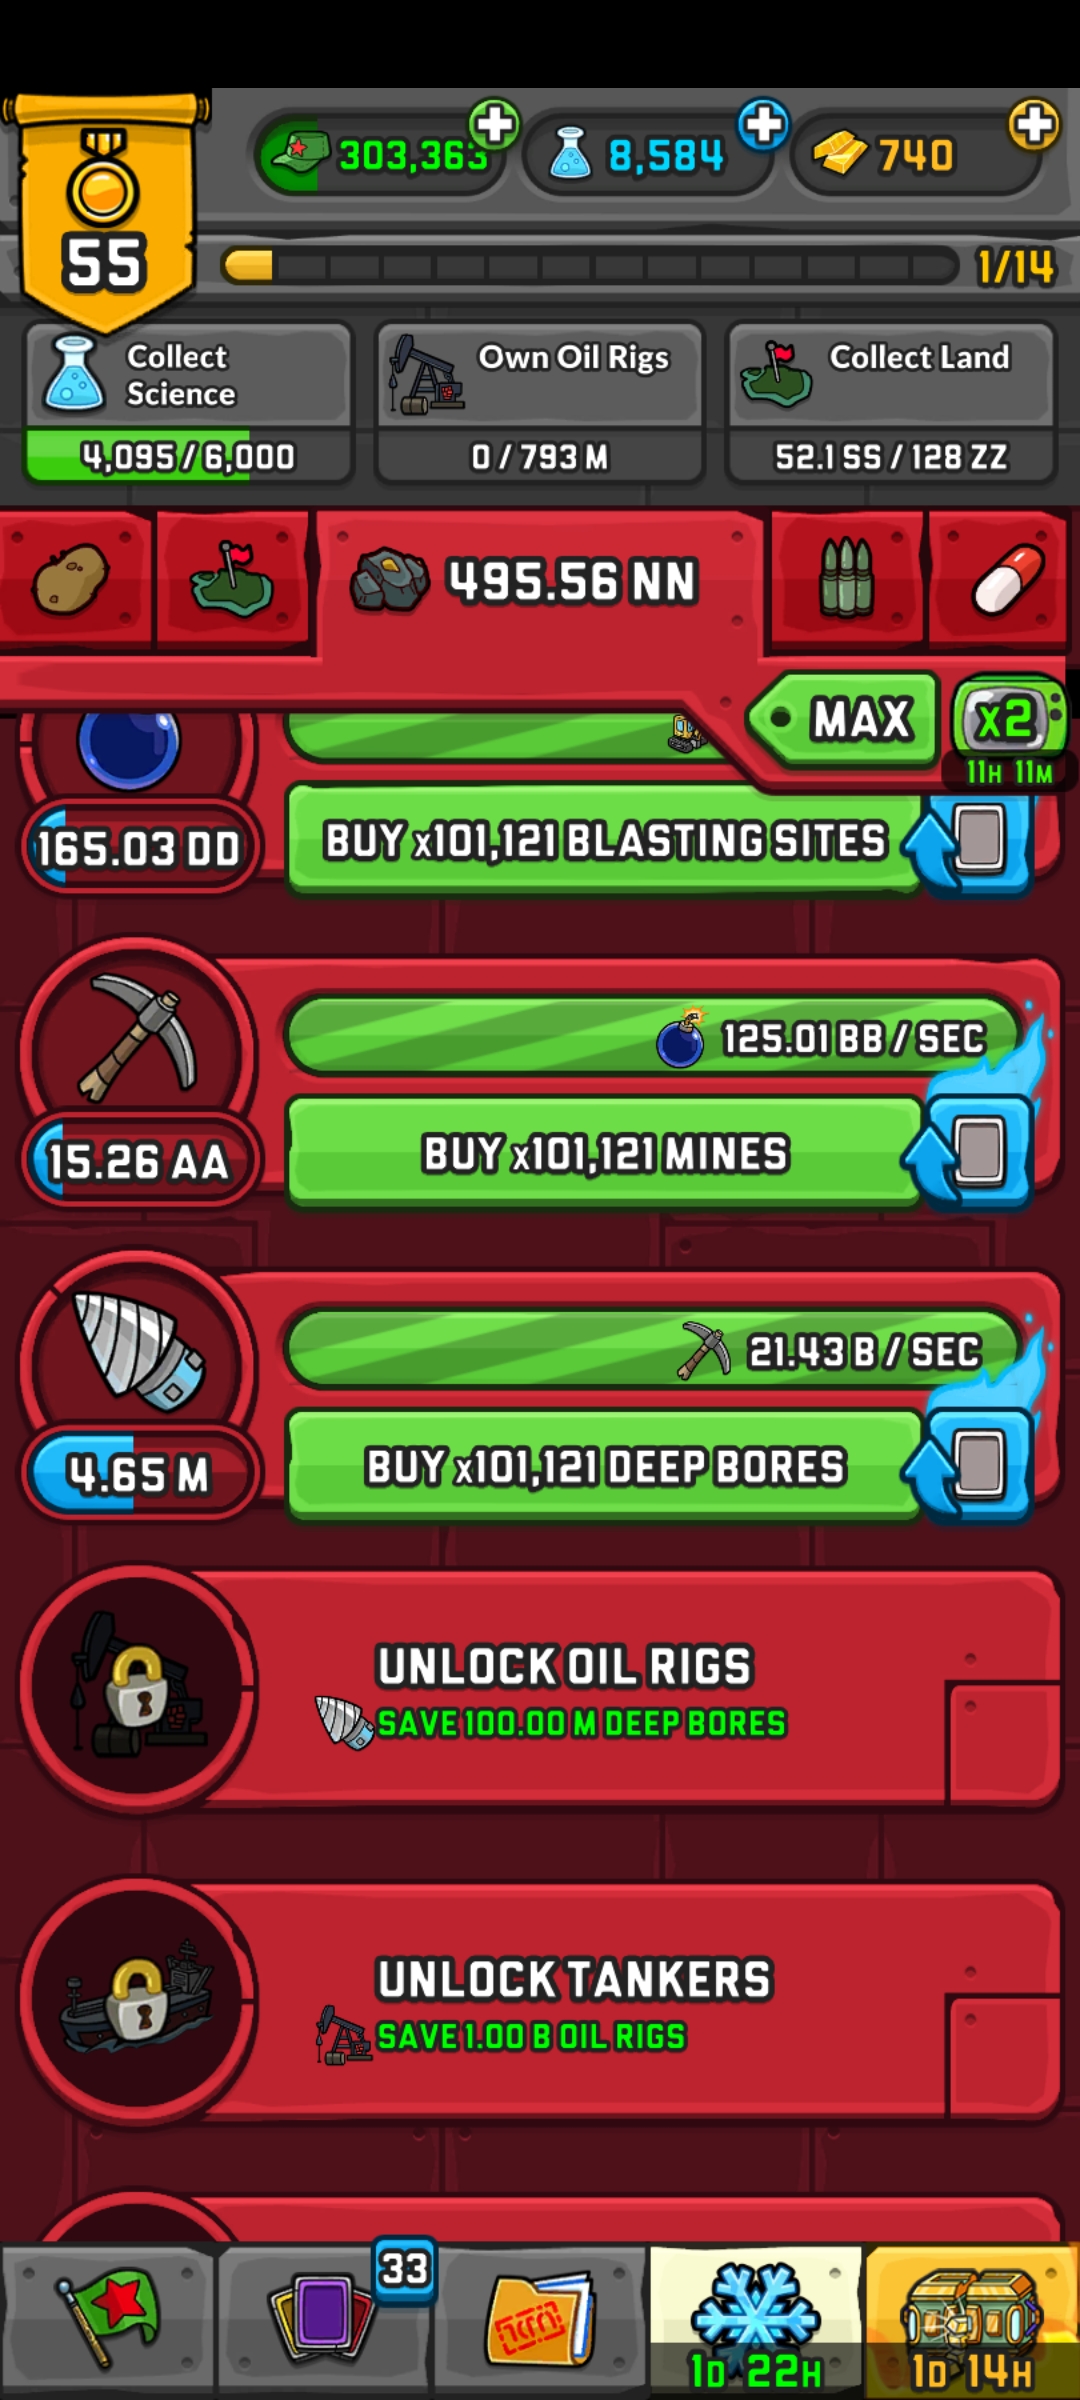 303,363
8,584
740
55
1/14
Collect
Science
4,095/6,000
Own Oil Rigs
0/793 M
Collect Land
52.1 SS/128 ZZ
495.56 NN
MAX
x2
11H 11M
165.03 DD
BUY x101,121 BLASTING SITES
125.01 BB/SEC
15.26 AA
BUY x101,121 MINES
21.43 B/SEC
4.65 M
BUY x101,121 DEEP BORES
UNLOCK OIL RIGS
SAVE 100.00 M DEEP BORES
UNLOCK TANKERS
SAVE 1.00 B OIL RIGS
33
1D 22H
1D 14H